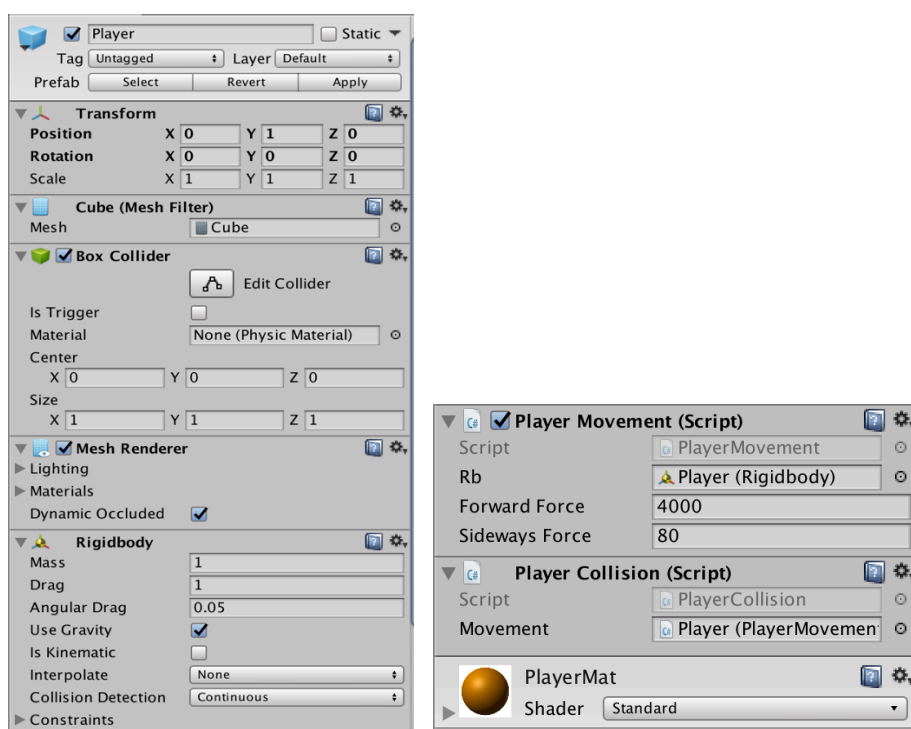 Player Static
Tag Untagged Layer Default
Prefab Select Revert Apply
Transform
Position X 0 Y 1 Z 0
Rotation X 0 Y 0 Z 0
Scale X 1 Y 1 Z 1
Cube (Mesh Filter)
Mesh Cube
Box Collider
Edit Collider
Is Trigger
Material None (Physic Material)
Center
X 0 Y 0 Z 0
Size
X 1 Y 1 Z 1
Mesh Renderer
Lighting
Materials
Dynamic Occluded
Rigidbody
Mass 1
Drag 1
Angular Drag 0.05
Use Gravity
Is Kinematic
Interpolate None
Collision Detection Continuous
Constraints
C# Player Movement (Script)
Script PlayerMovement
Rb Player (Rigidbody)
Forward Force 4000
Sideways Force 80
C# Player Collision (Script)
Script PlayerCollision
Movement Player (PlayerMovemen
PlayerMat
Shader Standard